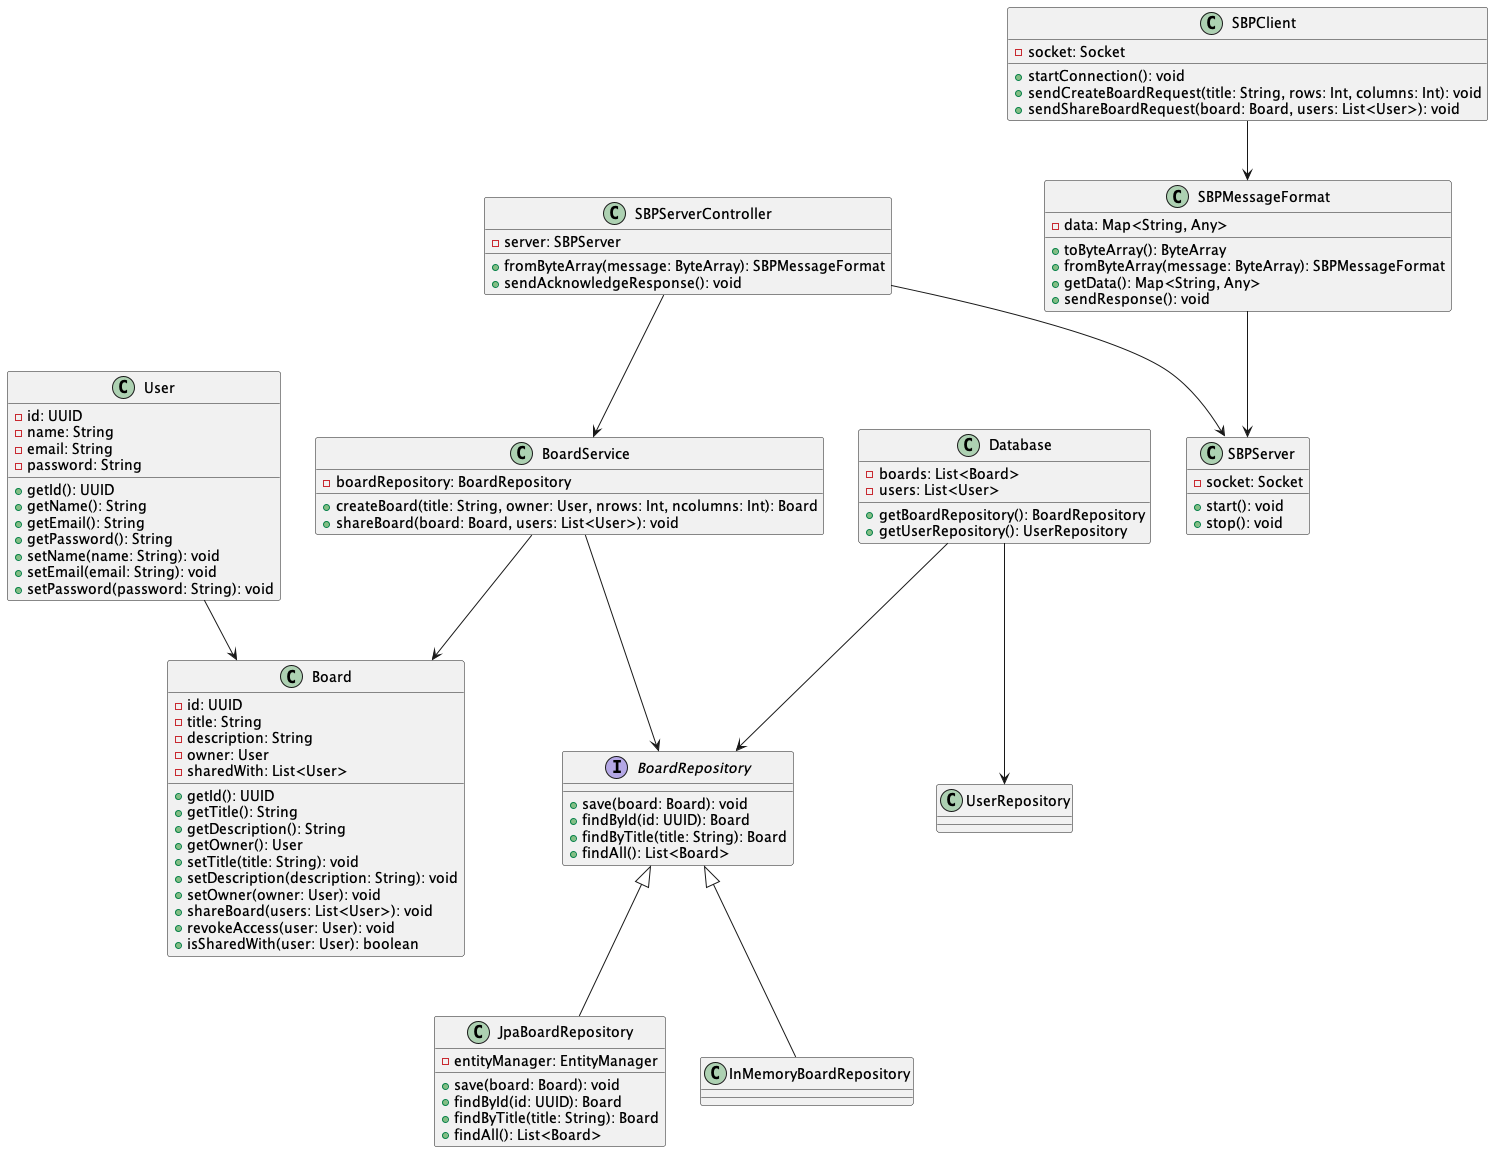 C SBPClient
socket: Socket
startConnection(): void
sendCreateBoardRequest(title: String, rows: Int, columns: Int): void
sendShareBoardRequest(board: Board, users: List<User>): void
C SBPServerController
server: SBPServer
fromByteArray(message: ByteArray): SBPMessageFormat
sendAcknowledgeResponse(): void
C SBPMessageFormat
data: Map<String, Any>
toByteArray(): ByteArray
fromByteArray(message: ByteArray): SBPMessageFormat
getData(): Map<String, Any>
sendResponse(): void
C User
id: UUID
name: String
email: String
password: String
getId(): UUID
getName(): String
getEmail(): String
getPassword(): String
setName(name: String): void
setEmail(email: String): void
setPassword(password: String): void
C BoardService
boardRepository: BoardRepository
createBoard(title: String, owner: User, nrows: Int, ncolumns: Int): Board
shareBoard(board: Board, users: List<User>): void
C Database
boards: List<Board>
users: List<User>
getBoardRepository(): BoardRepository
getUserRepository(): UserRepository
C SBPServer
socket: Socket
start(): void
stop(): void
C Board
id: UUID
title: String
description: String
owner: User
sharedWith: List<User>
getId(): UUID
getTitle(): String
getDescription(): String
getOwner(): User
setTitle(title: String): void
setDescription(description: String): void
setOwner(owner: User): void
shareBoard(users: List<User>): void
revokeAccess(user: User): void
isSharedWith(user: User): boolean
I BoardRepository
save(board: Board): void
findById(id: UUID): Board
findByTitle(title: String): Board
findAll(): List<Board>
C UserRepository
C JpaBoardRepository
entityManager: EntityManager
save(board: Board): void
findById(id: UUID): Board
findByTitle(title: String): Board
findAll(): List<Board>
C InMemoryBoardRepository